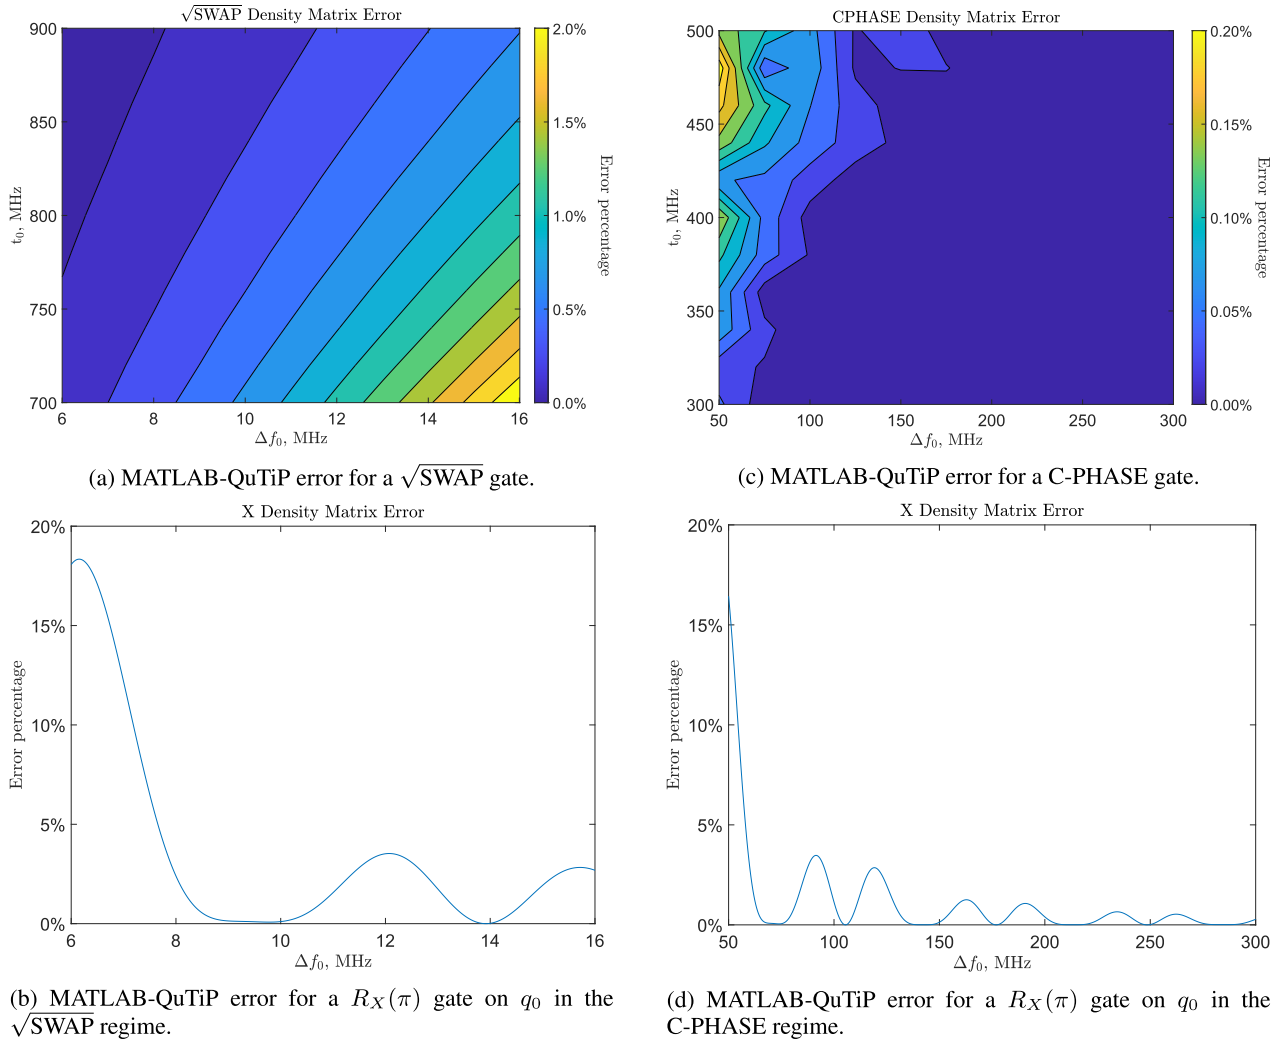 √SWAP Density Matrix Error
900
850
800
750
700
t₀, MHz
6 8 10 12 14 16
Δf₀, MHz
2.0%
1.5%
1.0%
0.5%
0.0%
Error percentage
(a) MATLAB-QuTiP error for a √SWAP gate.
CPHASE Density Matrix Error
500
450
400
350
300
t₀, MHz
50 100 150 200 250 300
Δf₀, MHz
0.20%
0.15%
0.10%
0.05%
0.00%
Error percentage
(c) MATLAB-QuTiP error for a C-PHASE gate.
X Density Matrix Error
20%
15%
10%
5%
0%
Error percentage
6 8 10 12 14 16
Δf₀, MHz
(b) MATLAB-QuTiP error for a R_X(π) gate on q₀ in the
√SWAP regime.
X Density Matrix Error
20%
15%
10%
5%
0%
Error percentage
50 100 150 200 250 300
Δf₀, MHz
(d) MATLAB-QuTiP error for a R_X(π) gate on q₀ in the
C-PHASE regime.